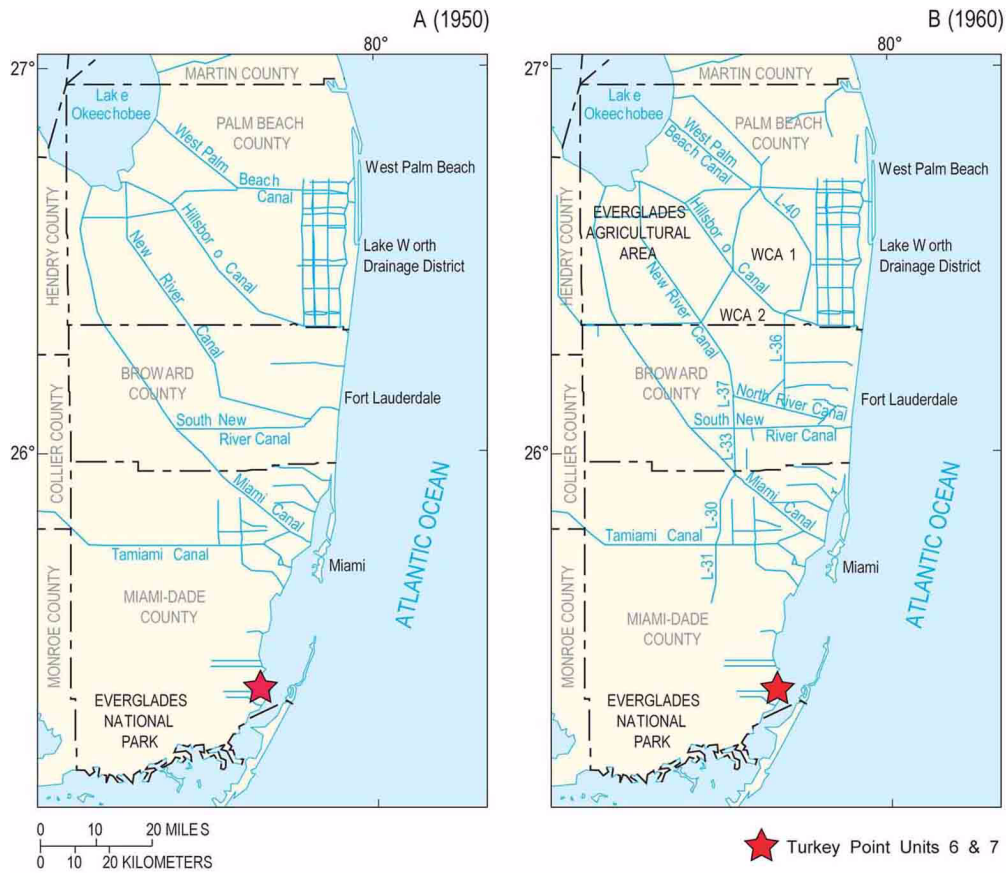 A (1950)
80°
27°
MARTIN COUNTY
Lake
Okeechobee
PALM BEACH
COUNTY
West Palm
Beach
Canal
West Palm Beach
HENDRY COUNTY
Hillsboro Canal
New
River
Canal
Lake Worth
Drainage District
BROWARD
COUNTY
Fort Lauderdale
South New
River Canal
26°
COLLIER COUNTY
Miami
Canal
ATLANTIC OCEAN
Tamiami Canal
Miami
MIAMI-DADE
COUNTY
MONROE COUNTY
EVERGLADES
NATIONAL
PARK
0 10 20 MILES
0 10 20 KILOMETERS
B (1960)
80°
27°
MARTIN COUNTY
Lake
Okeechobee
PALM BEACH
COUNTY
West Palm
Beach Canal
West Palm Beach
L-40
HENDRY COUNTY
EVERGLADES
AGRICULTURAL
AREA
Hillsboro
Canal
WCA 1
Lake Worth
Drainage District
New River
Canal
WCA 2
L-36
BROWARD
COUNTY
L-37
North River Canal
Fort Lauderdale
South New
River Canal
L-33
26°
COLLIER COUNTY
Miami
Canal
L-30
ATLANTIC OCEAN
Tamiami Canal
L-31
Miami
MIAMI-DADE
COUNTY
MONROE COUNTY
EVERGLADES
NATIONAL
PARK
Turkey Point Units 6 & 7